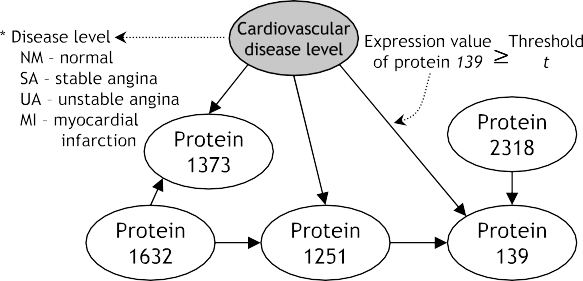 Cardiovascular
disease level
* Disease level
NM – normal
SA – stable angina
UA – unstable angina
MI – myocardial
infarction
Expression value
of protein 139
≥
Threshold
t
Protein
1373
Protein
2318
Protein
1632
Protein
1251
Protein
139